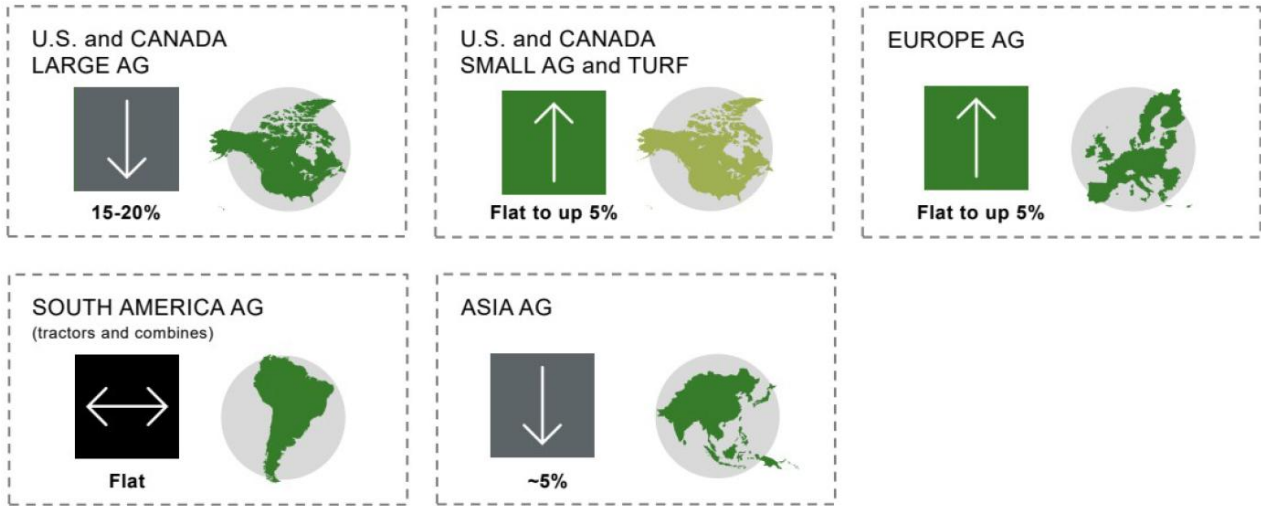 U.S. and CANADA
LARGE AG
15-20%
U.S. and CANADA
SMALL AG and TURF
Flat to up 5%
EUROPE AG
Flat to up 5%
SOUTH AMERICA AG
(tractors and combines)
Flat
ASIA AG
~5%